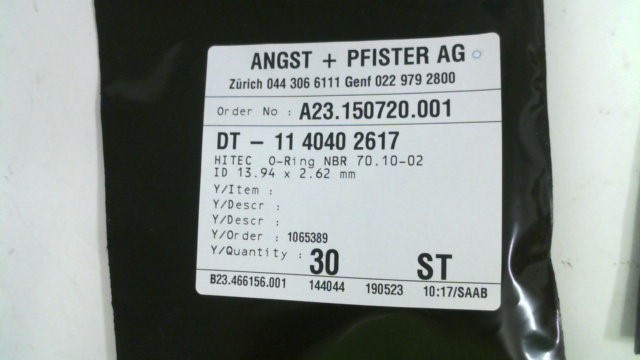 ANGST + PFISTER AG
Zürich 044 306 6111 Genf 022 979 2800
Order No : A23.150720.001
DT - 11 4040 2617
HITEC O-Ring NBR 70.10-02
ID 13.94 x 2.62 mm
Y/Item :
Y/Descr :
Y/Descr :
Y/Order : 1065389
Y/Quantity : 30 ST
B23.466156.001 144044 190523 10:17/SAAB